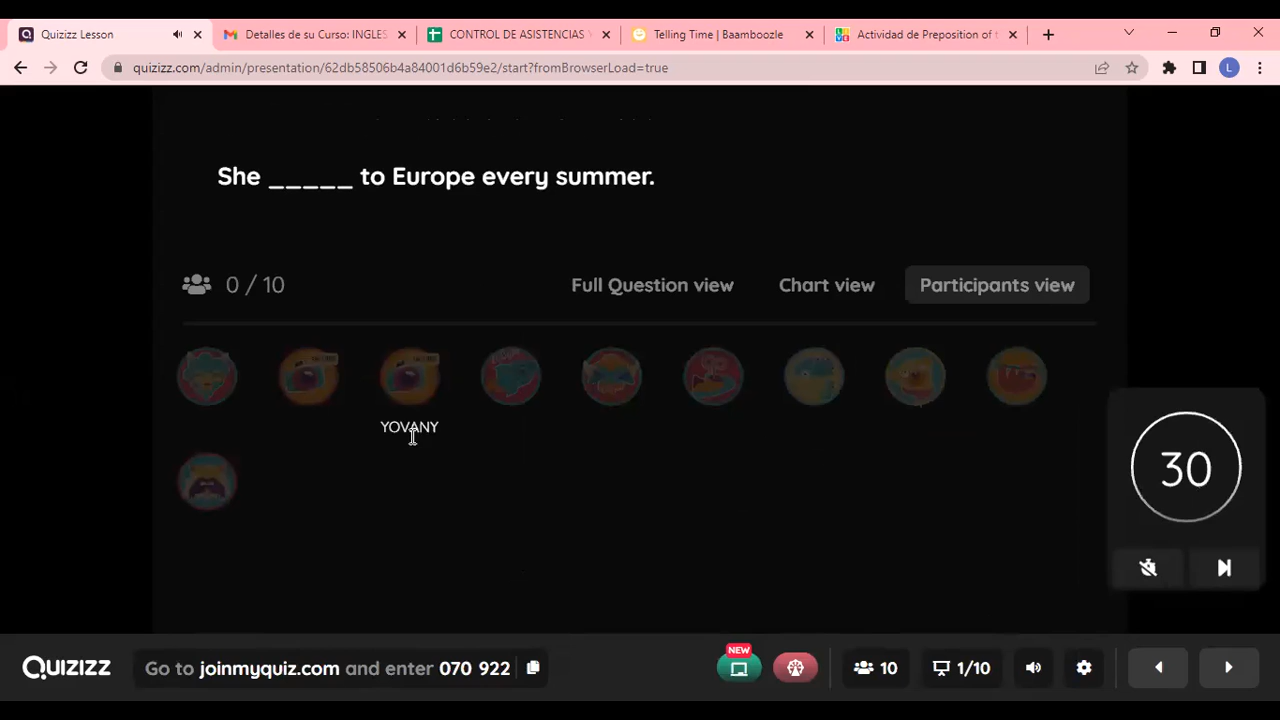 Quizizz Lesson
Detalles de su Curso: INGLES
CONTROL DE ASISTENCIAS
Telling Time | Baamboozle
Actividad de Preposition of
quizizz.com/admin/presentation/62db58506b4a84001d6b59e2/start?fromBrowserLoad=true
L
She _____ to Europe every summer.
0 / 10
Full Question view
Chart view
Participants view
YOVANY
30
QUIZIZZ
Go to joinmyquiz.com and enter 070 922
NEW
10
1/10